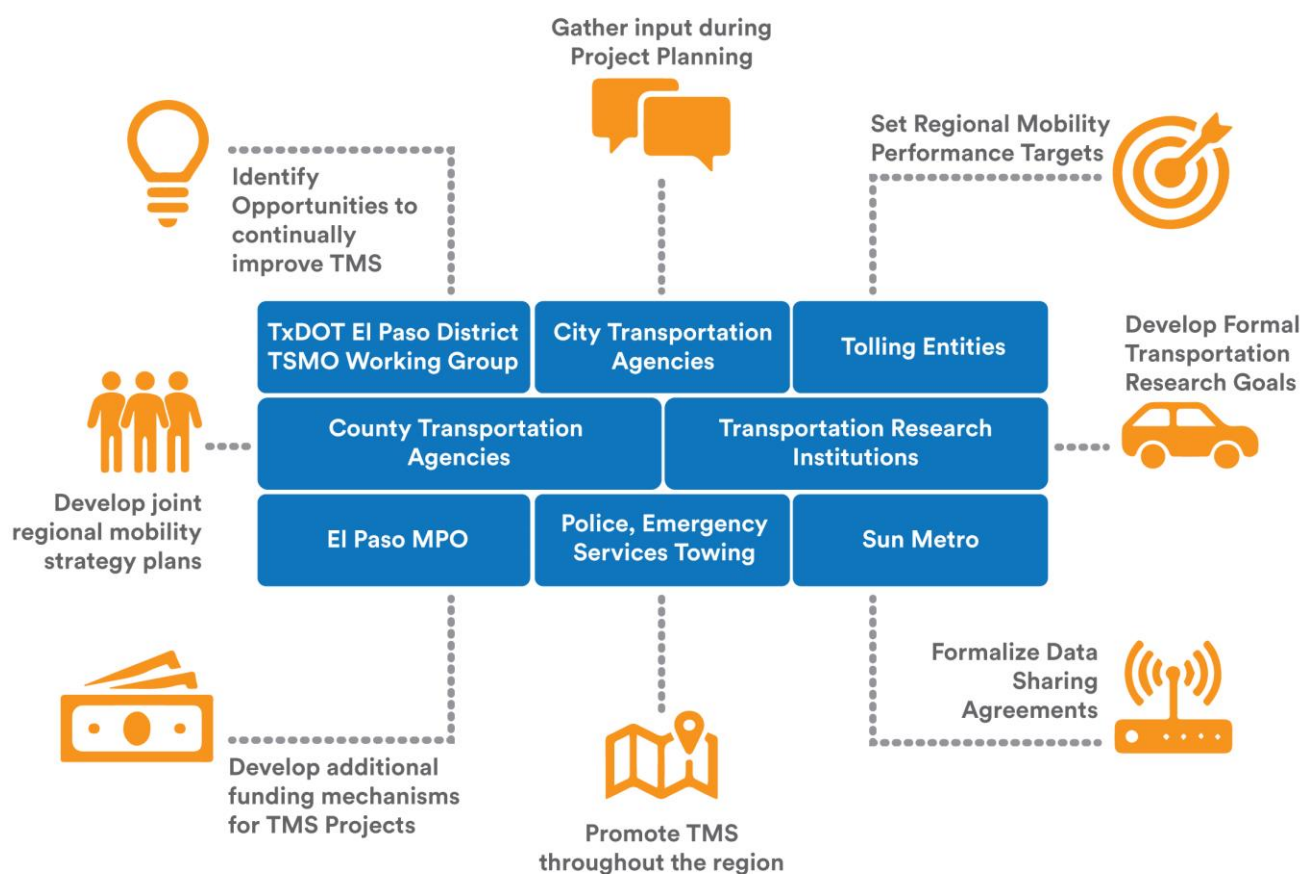 Gather input during
Project Planning
Set Regional Mobility
Performance Targets
Identify
Opportunities to
continually
improve TMS
TxDOT El Paso District
TSMO Working Group
City Transportation
Agencies
Tolling Entities
Develop Formal
Transportation
Research Goals
County Transportation
Agencies
Transportation Research
Institutions
Develop joint
regional mobility
strategy plans
El Paso MPO
Police, Emergency
Services Towing
Sun Metro
Formalize Data
Sharing
Agreements
Develop additional
funding mechanisms
for TMS Projects
Promote TMS
throughout the region